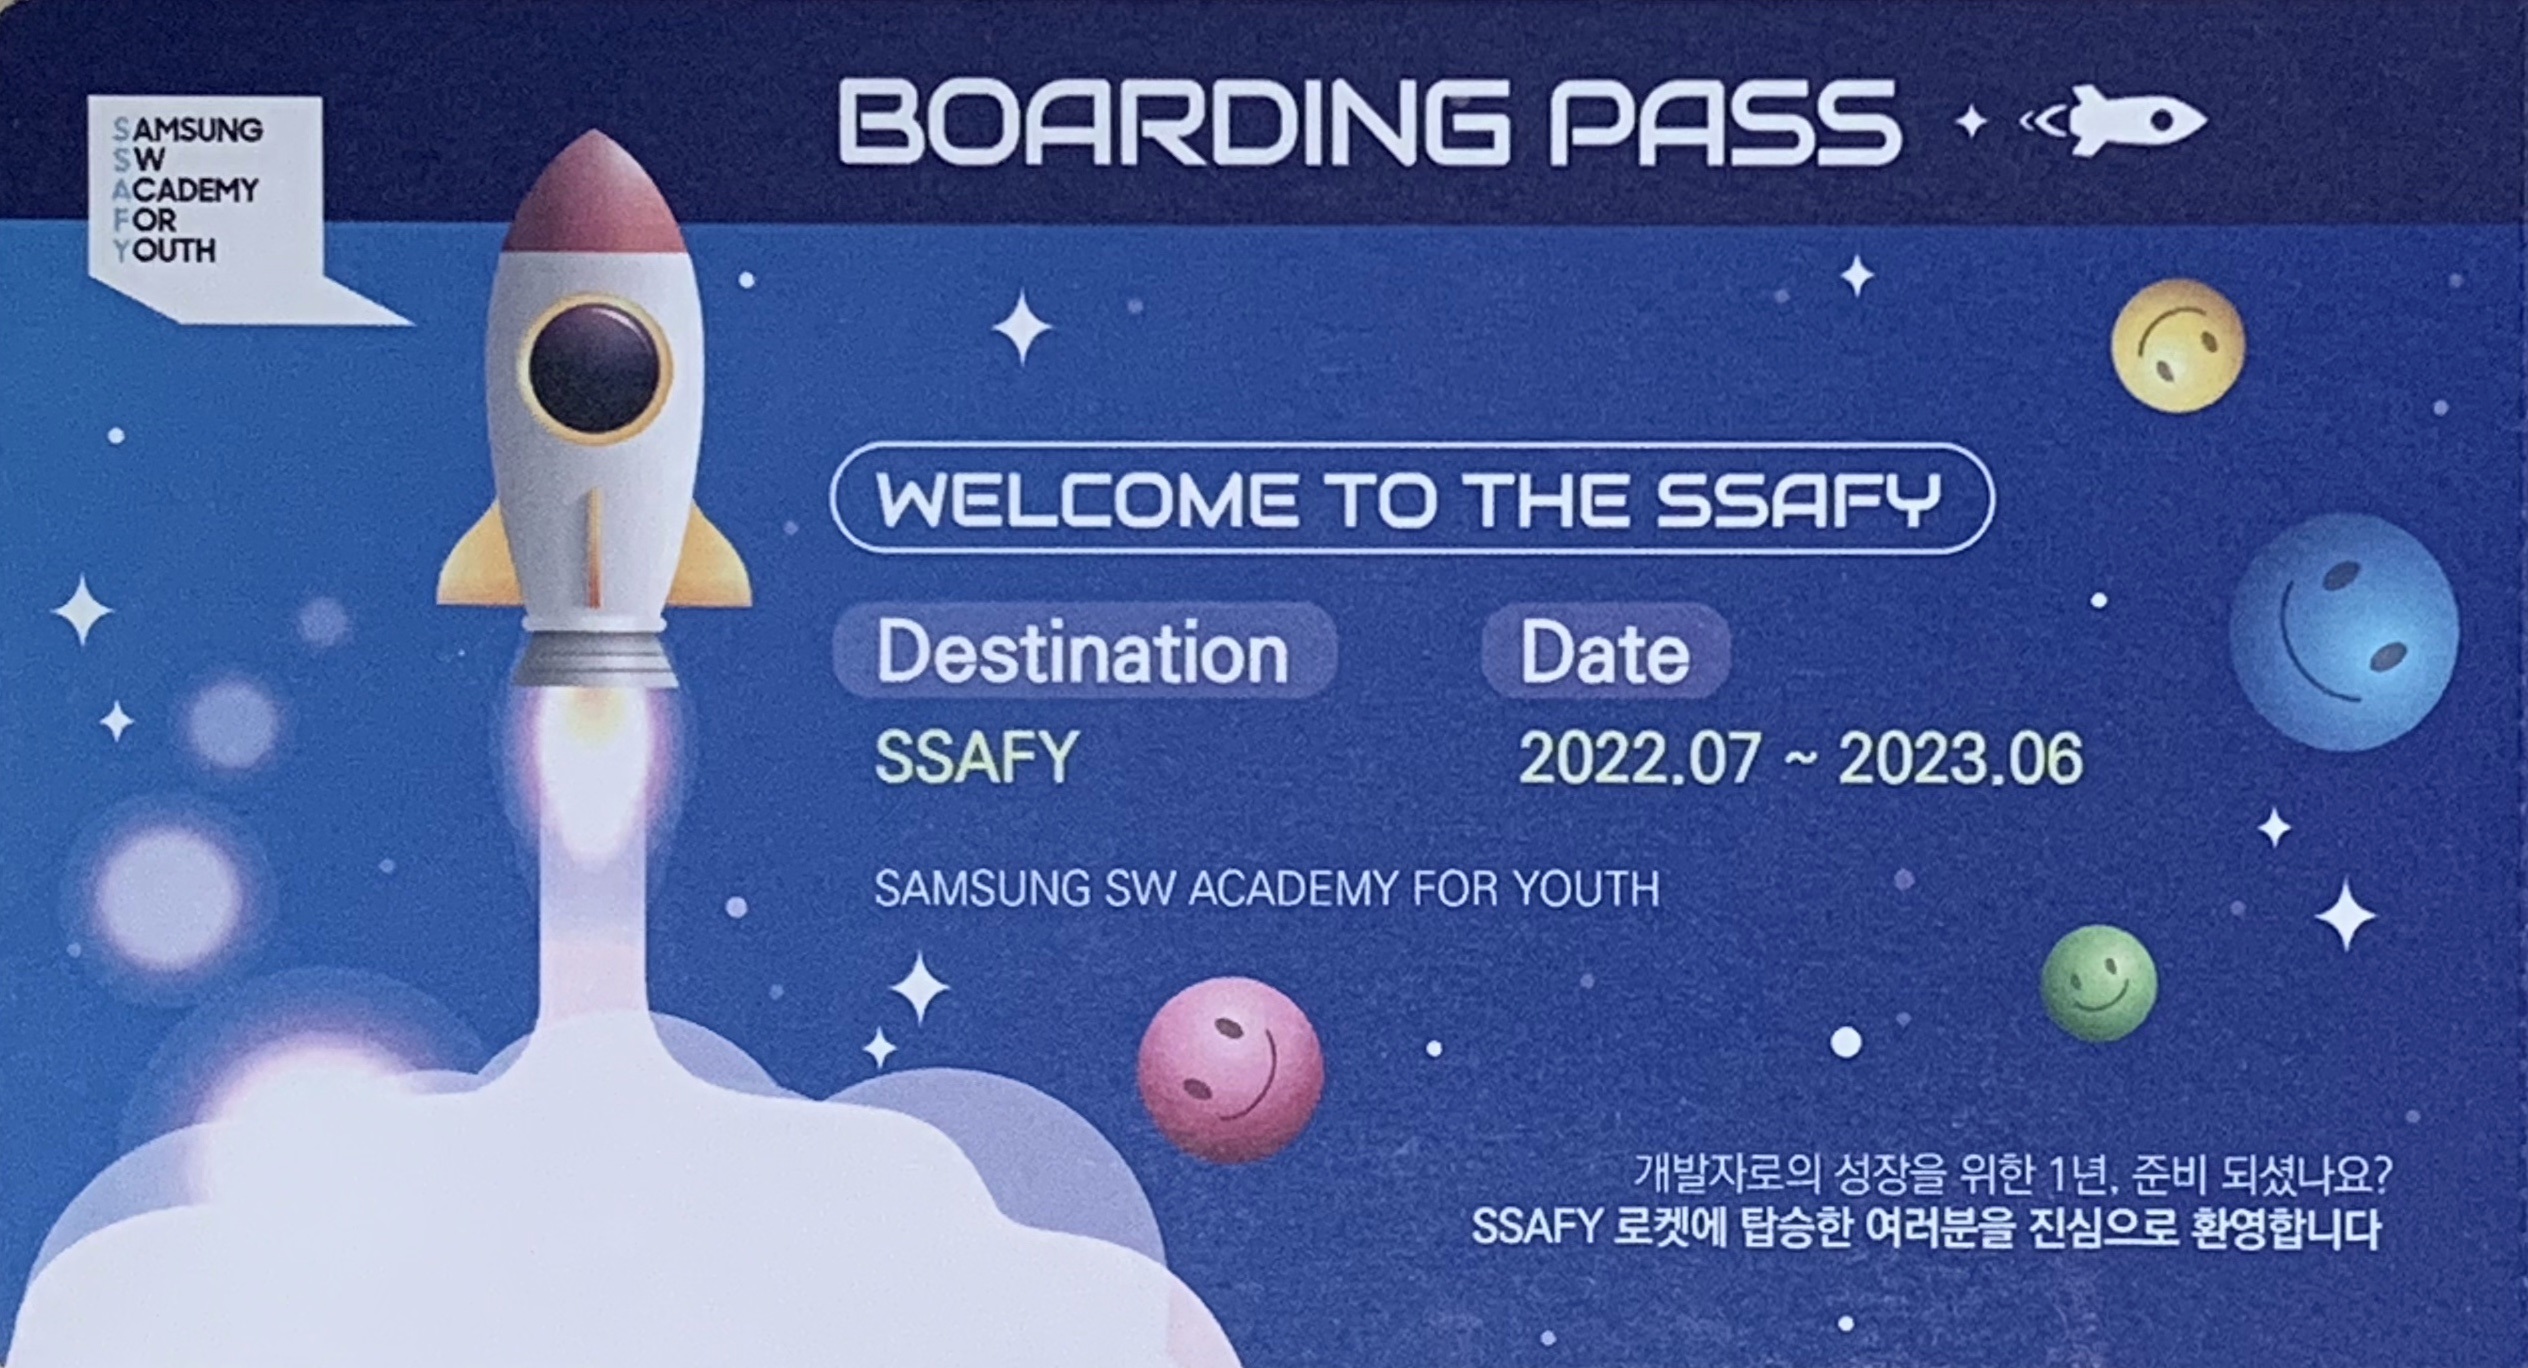 SAMSUNG
SW
ACADEMY
FOR
YOUTH
BOARDING PASS
WELCOME TO THE SSAFY
Destination
Date
SSAFY
2022.07 ~ 2023.06
SAMSUNG SW ACADEMY FOR YOUTH
개발자로의 성장을 위한 1년, 준비 되셨나요?
SSAFY 로켓에 탑승한 여러분을 진심으로 환영합니다